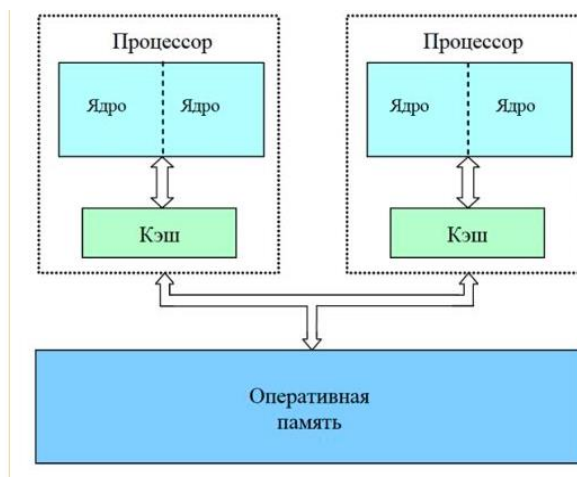 Процессор
Процессор
Ядро
Ядро
Ядро
Ядро
Кэш
Кэш
Оперативная
память